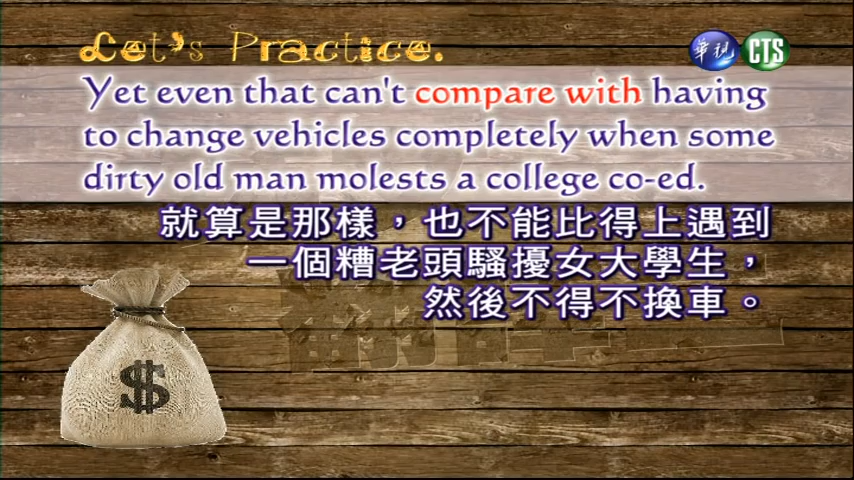 Let's Practice.
華視 CTS
Yet even that can't compare with having
to change vehicles completely when some
dirty old man molests a college co-ed.
就算是那樣，也不能比得上遇到
一個糟老頭騷擾女大學生，
然後不得不換車。
$